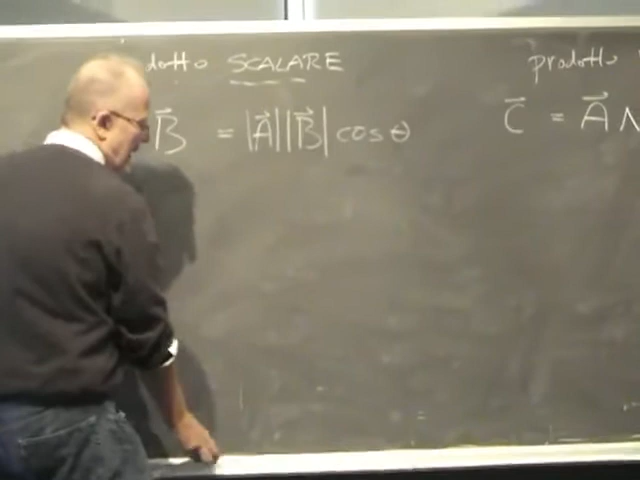 dotto SCALARE
B⃗ = |A⃗||B⃗| cos θ
prodotto
C⃗ = A⃗ ∧